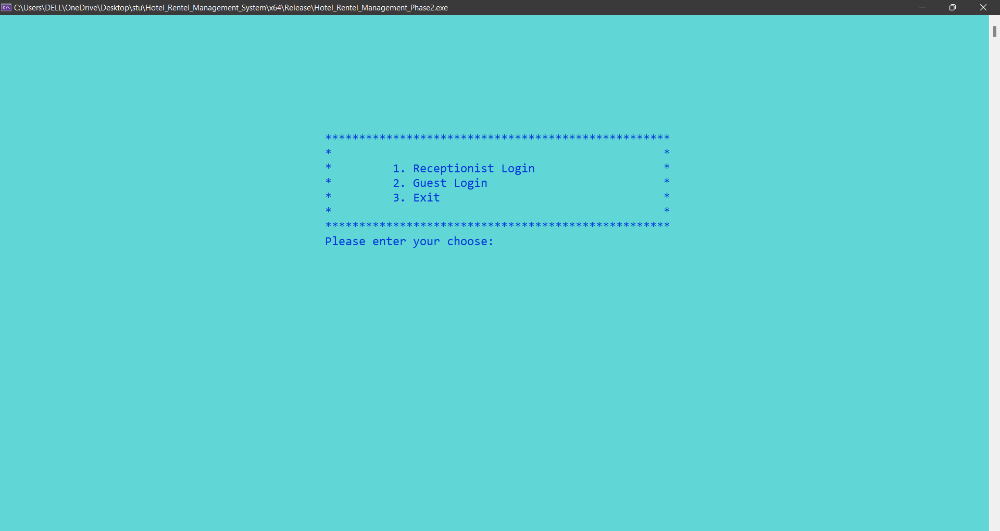 C:\Users\DELL\OneDrive\Desktop\stu\Hotel_Rentel_Management_System\x64\Release\Hotel_Rentel_Management_Phase2.exe
***************************************************
*                                                 *
*         1. Receptionist Login                   *
*         2. Guest Login                          *
*         3. Exit                                 *
*                                                 *
***************************************************
Please enter your choose: